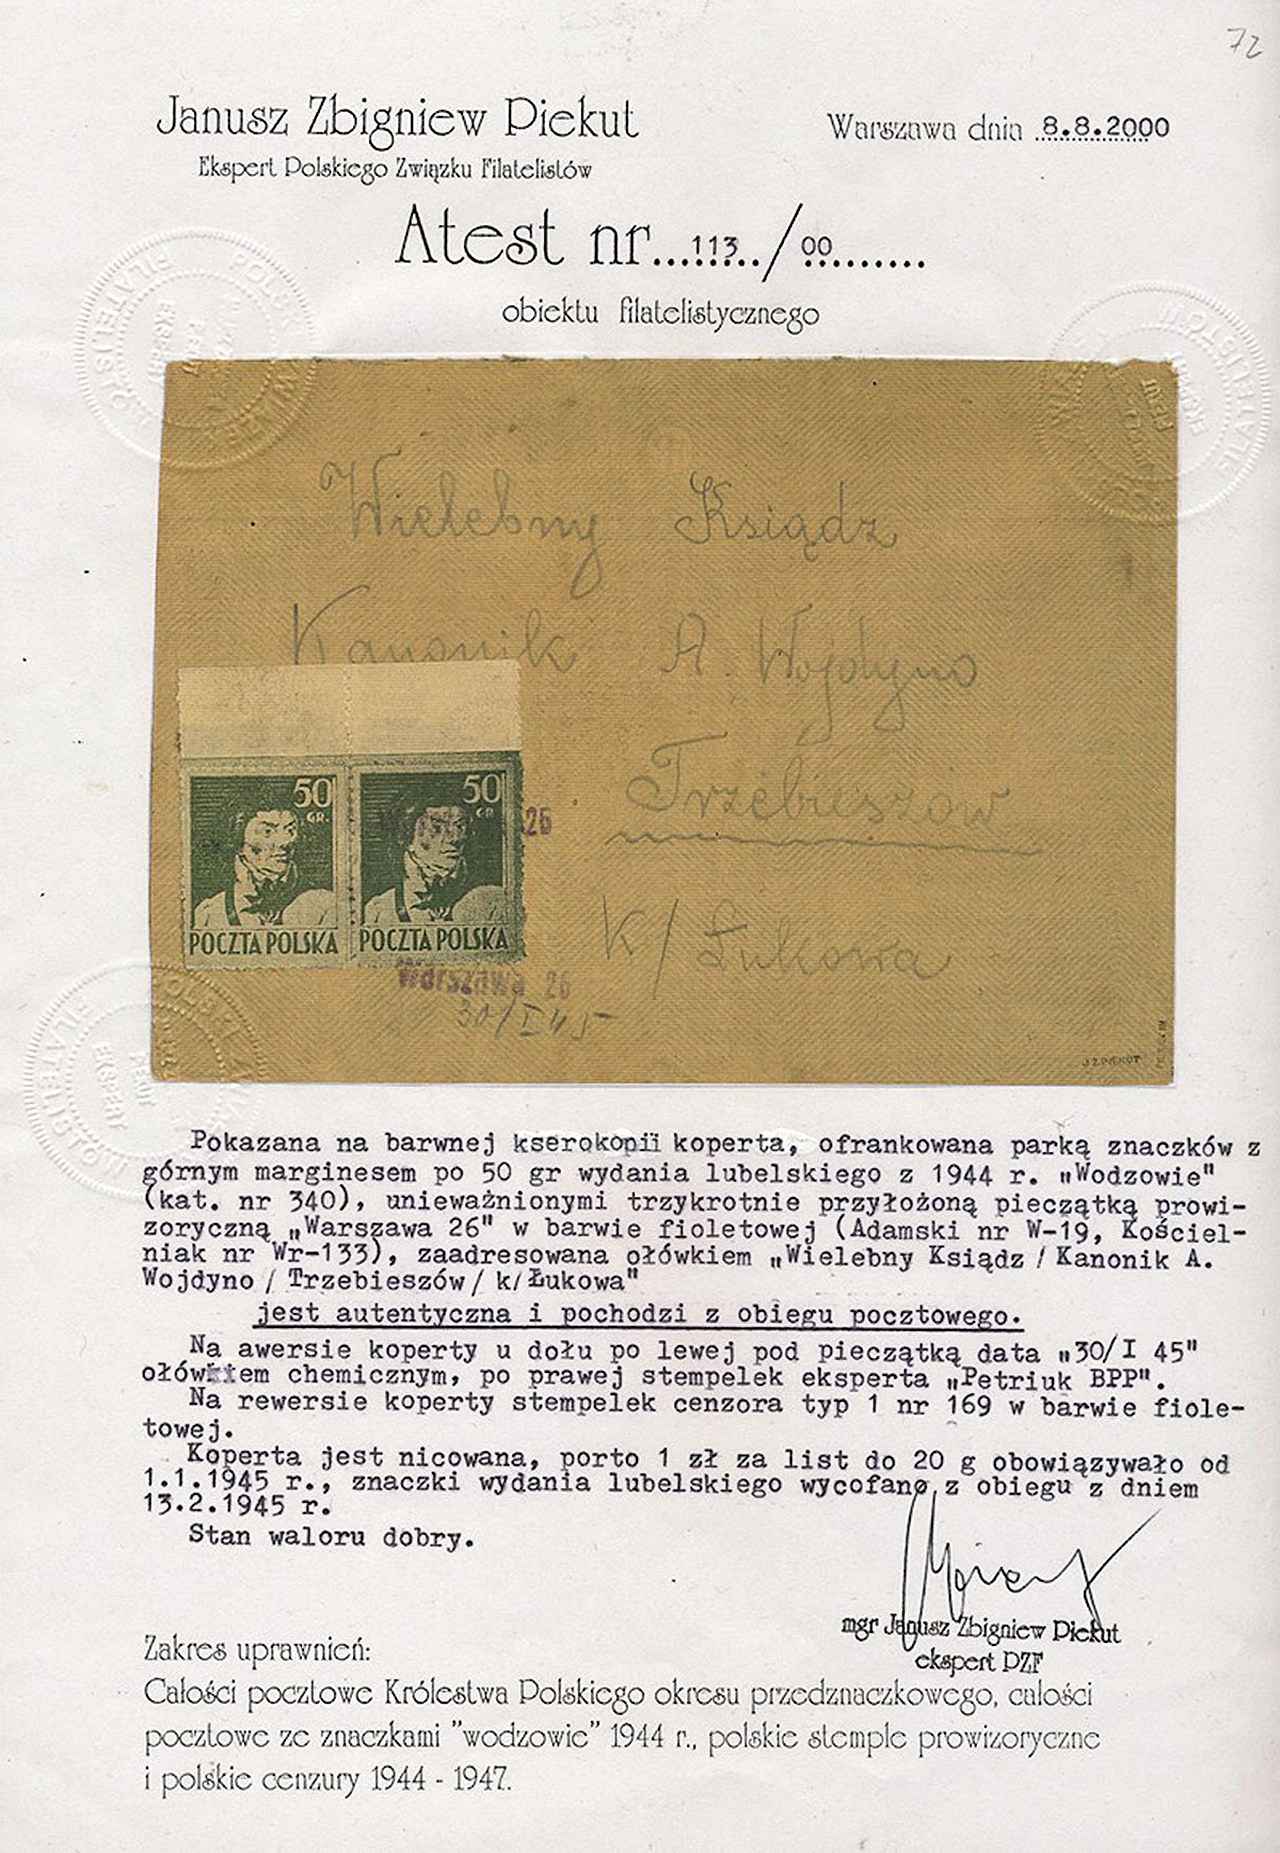 72
Janusz Zbigniew Piekut
Ekspert Polskiego Związku Filatelistów
Warszawa dnia 8.8.2000
Atest nr...113../00........
obiektu filatelistycznego
Wielebny Ksiądz
Kanonik A. Wojdyno
Trzebieszów
K/Łukowa
50 GR.
POCZTA POLSKA
50 GR.
POCZTA POLSKA
26
Warszawa 26
30/I 45
J.Z.PIEKUT
Pokazana na barwnej kserokopii koperta, ofrankowana parką znaczków z
górnym marginesem po 50 gr wydania lubelskiego z 1944 r. „Wodzowie"
(kat. nr 340), unieważnionymi trzykrotnie przyłożoną pieczątką prowi-
zoryczną „Warszawa 26" w barwie fioletowej (Adamski nr W-19, Kościel-
niak nr Wr-133), zaadresowana ołówkiem „Wielebny Ksiądz / Kanonik A.
Wojdyno / Trzebieszów / k/Łukowa"
jest autentyczna i pochodzi z obiegu pocztowego.
Na awersie koperty u dołu po lewej pod pieczątką data „30/I 45"
ołówkiem chemicznym, po prawej stempelek eksperta „Petriuk BPP".
Na rewersie koperty stempelek cenzora typ 1 nr 169 w barwie fiole-
towej.
Koperta jest nicowana, porto 1 zł za list do 20 g obowiązywało od
1.1.1945 r., znaczki wydania lubelskiego wycofano z obiegu z dniem
13.2.1945 r.
Stan waloru dobry.
mgr Janusz Zbigniew Piekut
ekspert PZF
Zakres uprawnień:
Całości pocztowe Królestwa Polskiego okresu przedznaczkowego, całości
pocztowe ze znaczkami "wodzowie" 1944 r., polskie stemple prowizoryczne
i polskie cenzury 1944 - 1947.